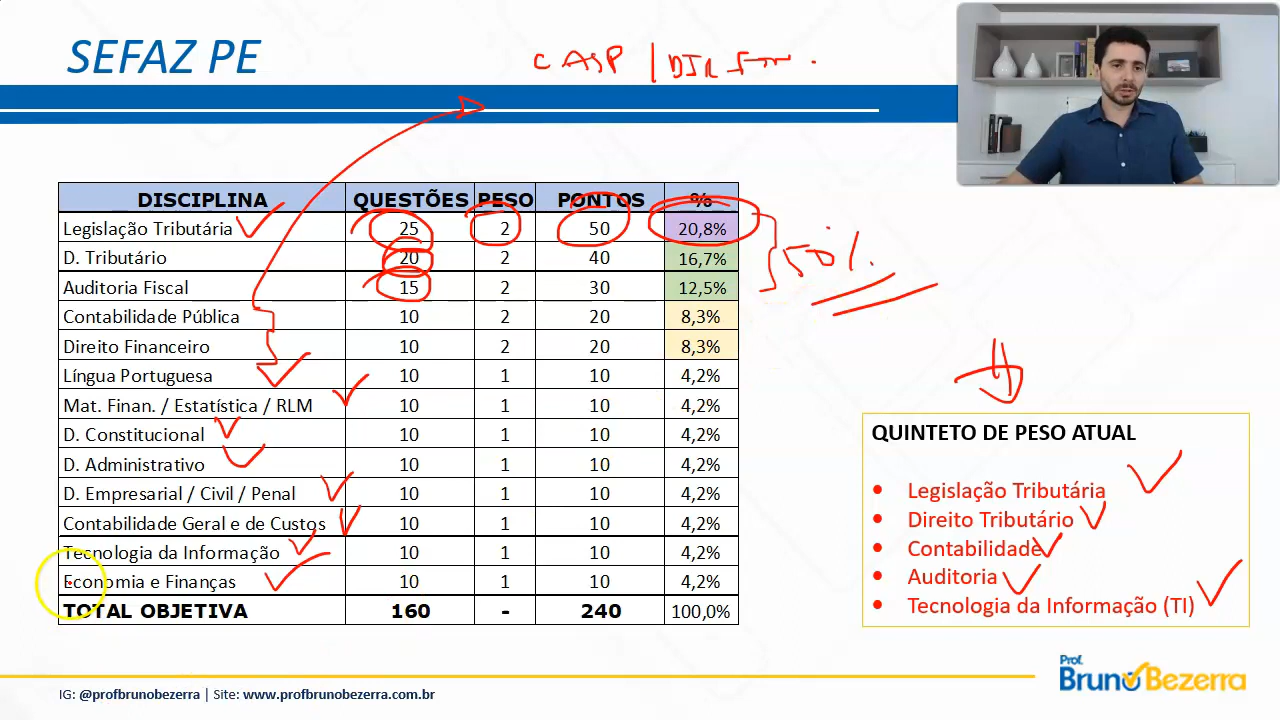 SEFAZ PE
CASP | DIR FIN.
DISCIPLINA QUESTÕES PESO PONTOS %
Legislação Tributária 25 2 50 20,8%
D. Tributário 20 2 40 16,7%
Auditoria Fiscal 15 2 30 12,5%
Contabilidade Pública 10 2 20 8,3%
Direito Financeiro 10 2 20 8,3%
Língua Portuguesa 10 1 10 4,2%
Mat. Finan. / Estatística / RLM 10 1 10 4,2%
D. Constitucional 10 1 10 4,2%
D. Administrativo 10 1 10 4,2%
D. Empresarial / Civil / Penal 10 1 10 4,2%
Contabilidade Geral e de Custos 10 1 10 4,2%
Tecnologia da Informação 10 1 10 4,2%
Economia e Finanças 10 1 10 4,2%
TOTAL OBJETIVA 160 - 240 100,0%
50%
QUINTETO DE PESO ATUAL
• Legislação Tributária
• Direito Tributário
• Contabilidade
• Auditoria
• Tecnologia da Informação (TI)
IG: @profbrunobezerra | Site: www.profbrunobezerra.com.br
Prof.
Bruno Bezerra